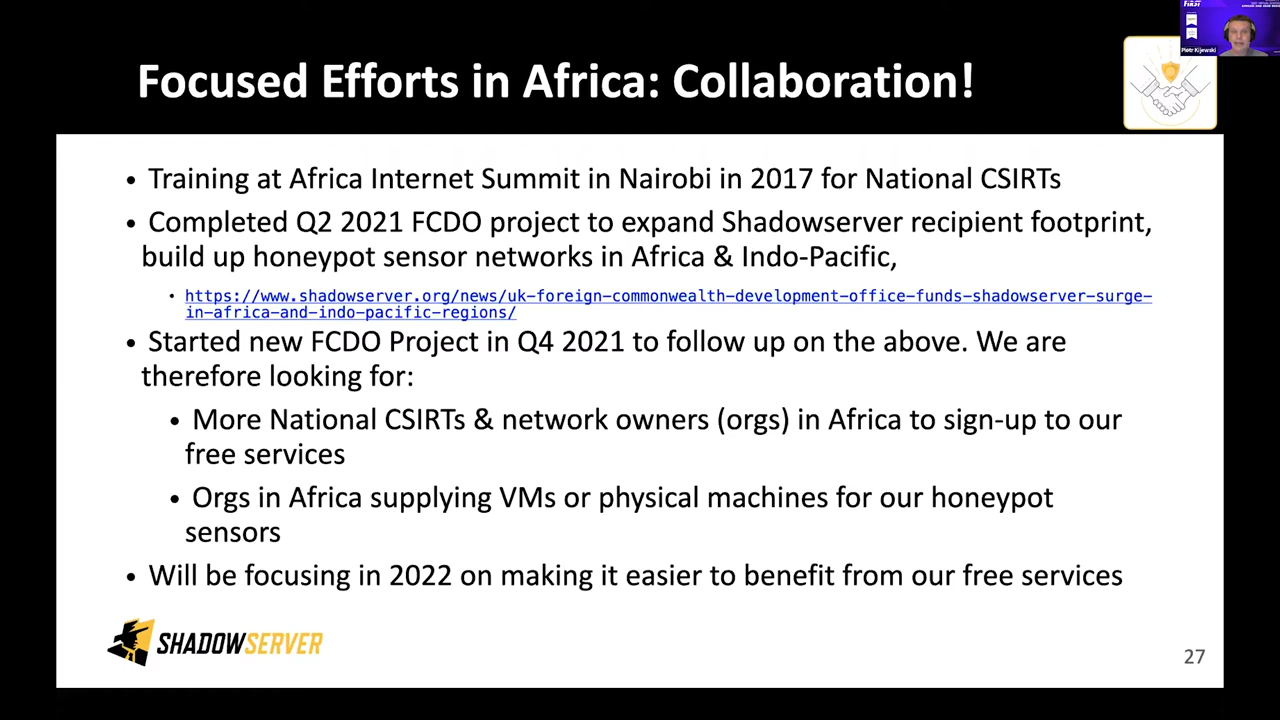 FIRST
Piotr Kijewski
Focused Efforts in Africa: Collaboration!
• Training at Africa Internet Summit in Nairobi in 2017 for National CSIRTs
• Completed Q2 2021 FCDO project to expand Shadowserver recipient footprint,
build up honeypot sensor networks in Africa & Indo-Pacific,
• https://www.shadowserver.org/news/uk-foreign-commonwealth-development-office-funds-shadowserver-surge-
in-africa-and-indo-pacific-regions/
• Started new FCDO Project in Q4 2021 to follow up on the above. We are
therefore looking for:
• More National CSIRTs & network owners (orgs) in Africa to sign-up to our
free services
• Orgs in Africa supplying VMs or physical machines for our honeypot
sensors
• Will be focusing in 2022 on making it easier to benefit from our free services
SHADOWSERVER
27